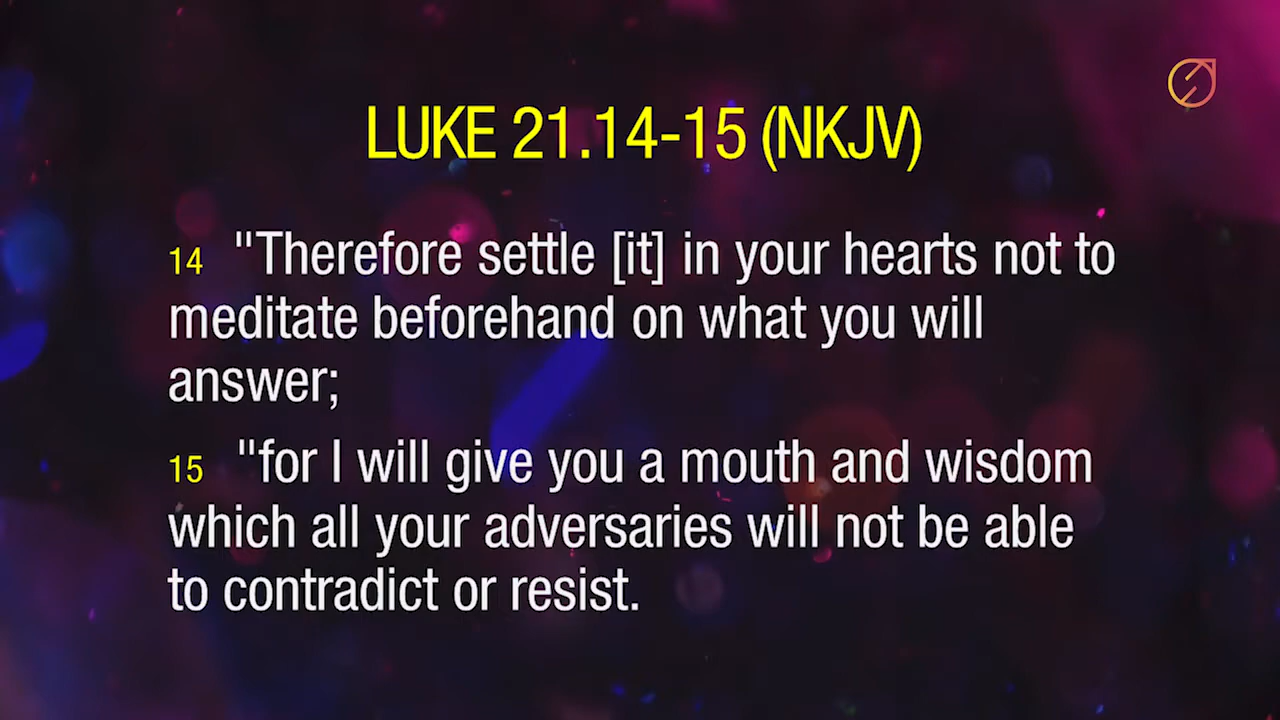 LUKE 21.14-15 (NKJV)
14 "Therefore settle [it] in your hearts not to
meditate beforehand on what you will
answer;
15 "for I will give you a mouth and wisdom
which all your adversaries will not be able
to contradict or resist.